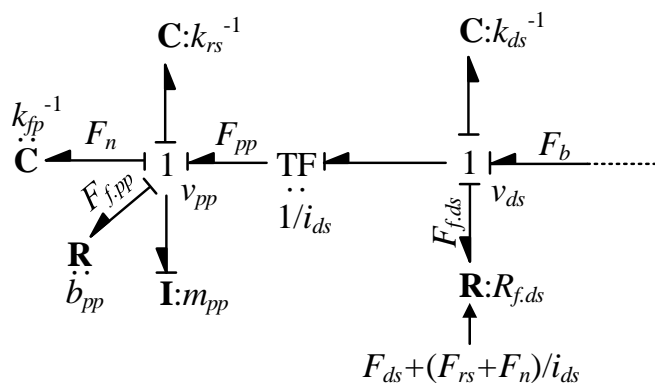 C:k_rs^-1 C:k_ds^-1
k_fp^-1 F_n F_pp F_b
C 1 TF 1
F_f.pp v_pp 1/i_ds F_f.ds v_ds
R
b_pp I:m_pp R:R_f.ds
F_ds+(F_rs+F_n)/i_ds